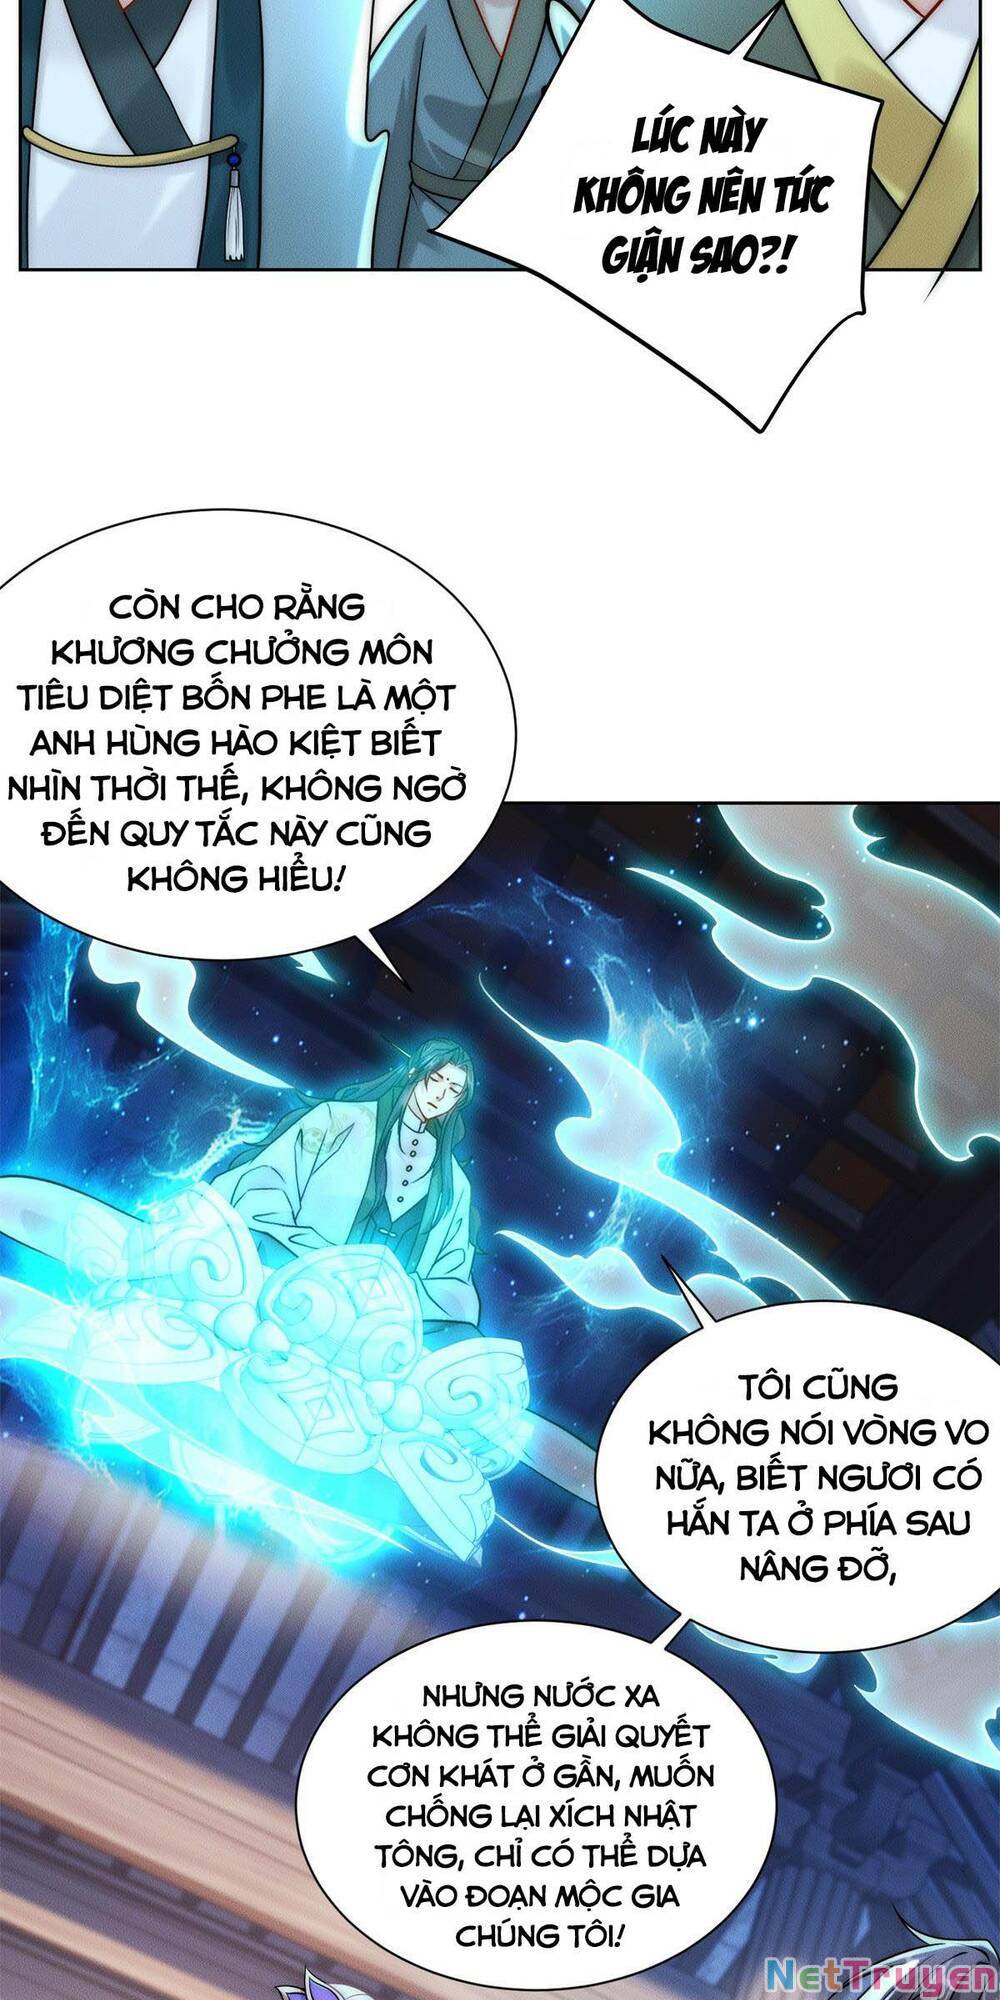 LÚC NÀY
KHÔNG NÊN TỨC
GIẬN SAO?!
CÒN CHO RẰNG
KHƯƠNG CHƯỞNG MÔN
TIÊU DIỆT BỐN PHE LÀ MỘT
ANH HÙNG HÀO KIỆT BIẾT
NHÌN THỜI THẾ, KHÔNG NGỜ
ĐẾN QUY TẮC NÀY CŨNG
KHÔNG HIỂU!
TÔI CŨNG
KHÔNG NÓI VÒNG VO
NỮA, BIẾT NGƯƠI CÓ
HẮN TA Ở PHÍA SAU
NÂNG ĐỠ,
NHƯNG NƯỚC XA
KHÔNG THỂ GIẢI QUYẾT
CƠN KHÁT Ở GẦN, MUỐN
CHỐNG LẠI XÍCH NHẬT
TÔNG, CHỈ CÓ THỂ DỰA
VÀO ĐOẠN MỘC GIA
CHÚNG TÔI!
NetTruyen